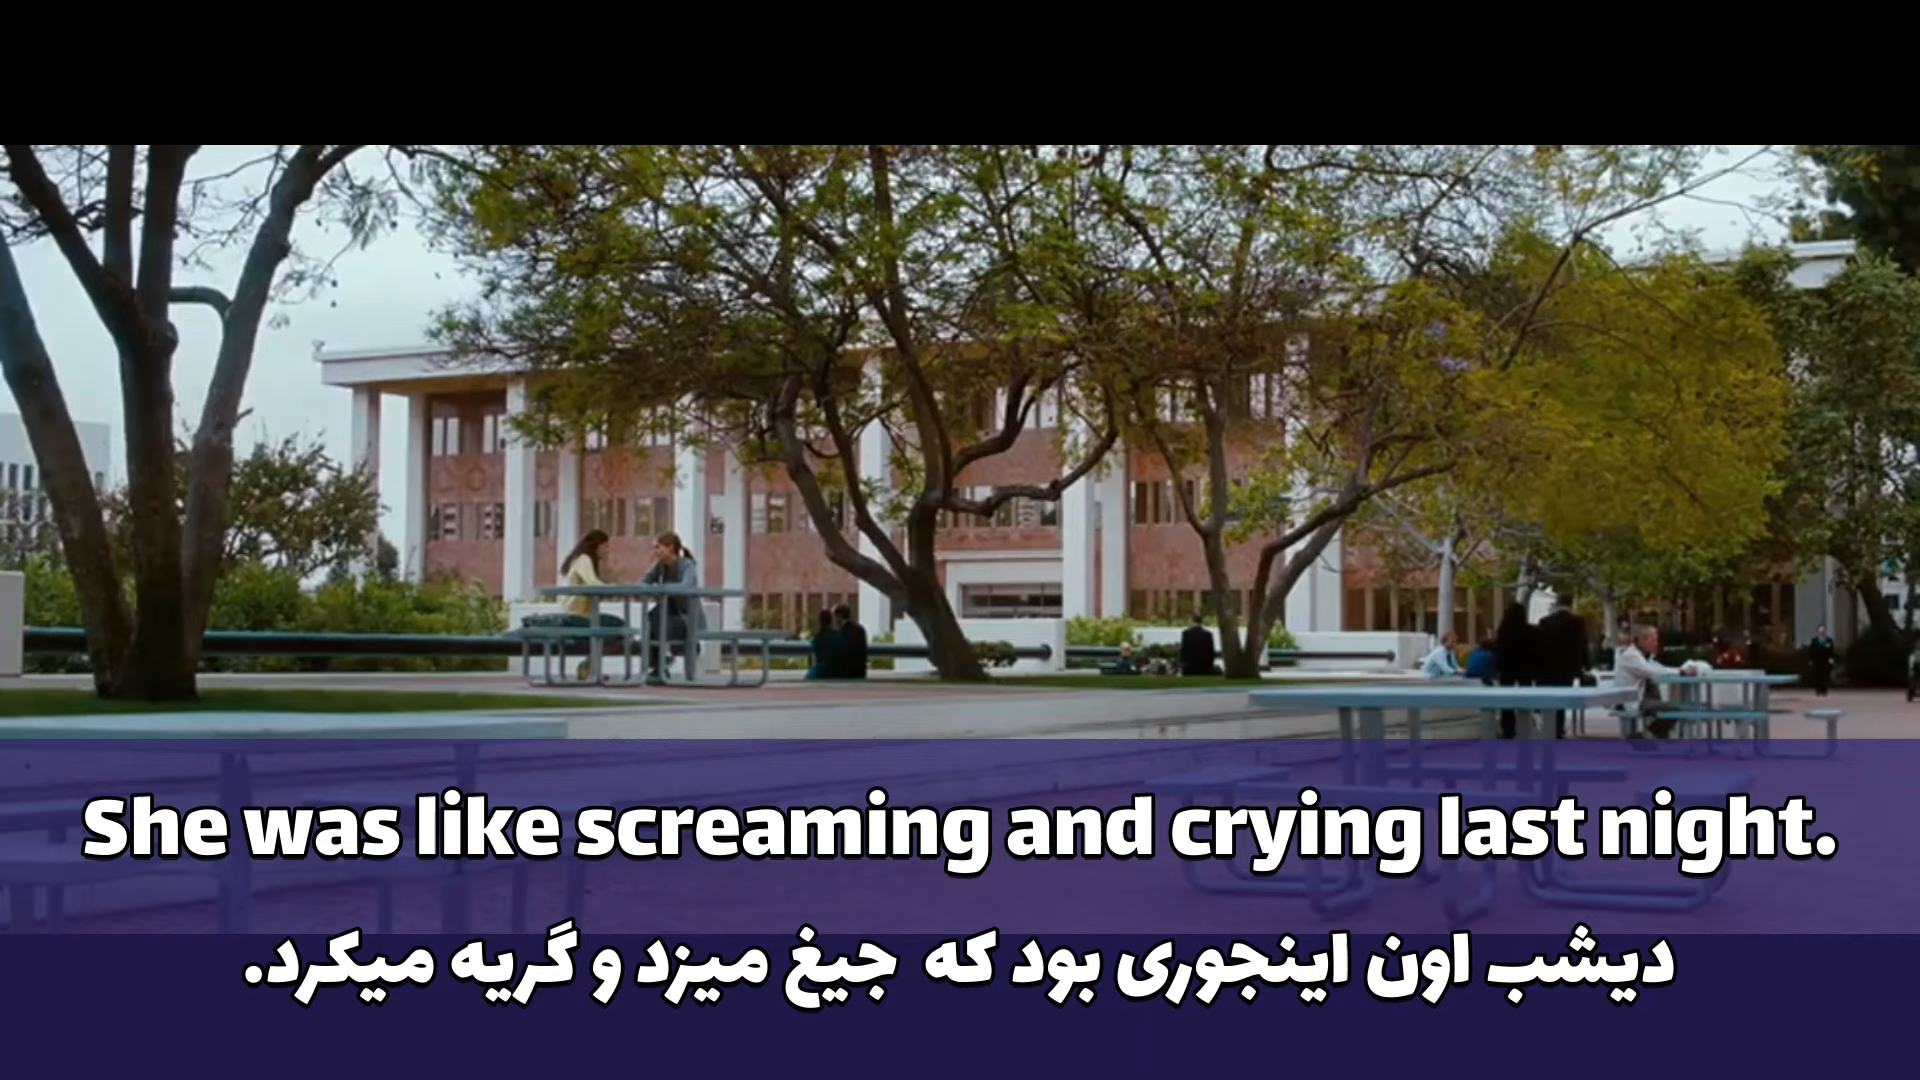 She was like screaming and crying last night.
دیشب اون اینجوری بود که جیغ میزد و گریه میکرد.